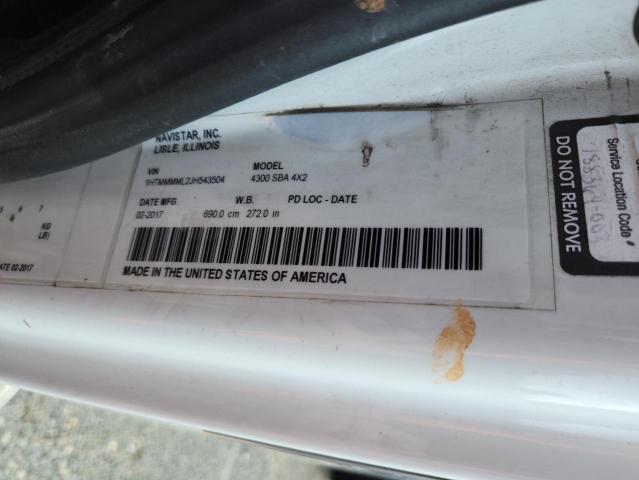 NAVISTAR, INC.
LISLE, ILLINOIS
VIN
MODEL
1HTMMMML2JH543504
4300 SBA 4X2
DATE MFG
W.B.
PD LOC - DATE
02-2017
690.0 cm 272.0 in
MADE IN THE UNITED STATES OF AMERICA
6 7
KG
LB)
ATE 02-2017
DO NOT REMOVE
Service Location Code #